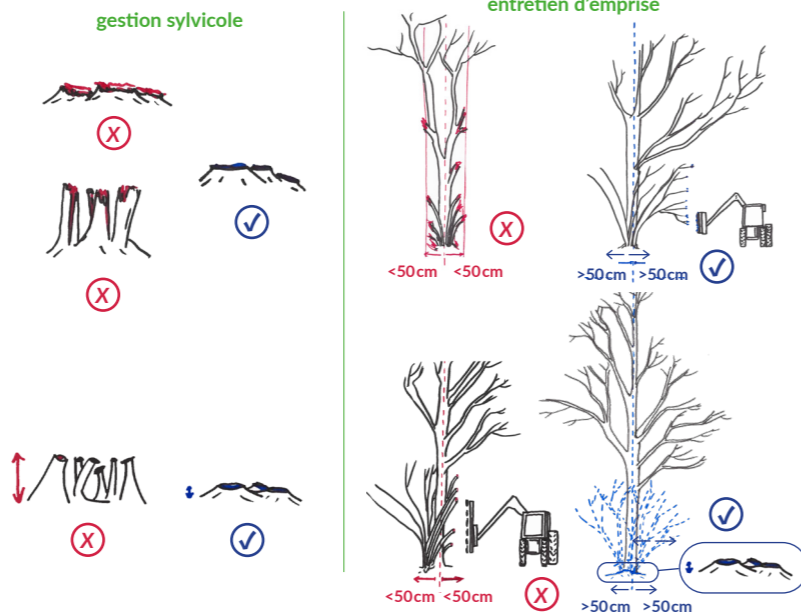 gestion sylvicole
entretien d'emprise
X
X
<50cm <50cm
X
>50cm >50cm
X
<50cm <50cm
X
>50cm >50cm